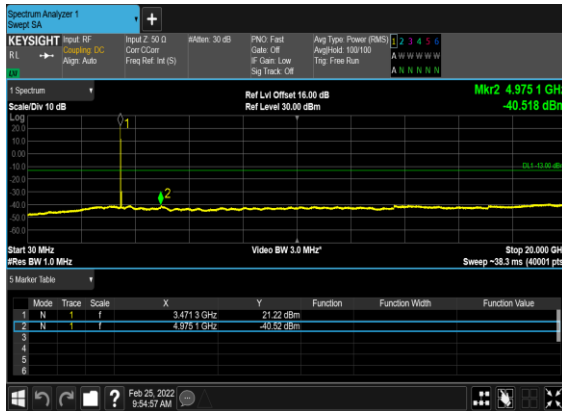 Spectrum Analyzer 1
Swept SA
KEYSIGHT Input: RF Input Z: 50 Ω #Atten: 30 dB PNO: Fast Avg Type: Power (RMS) 1 2 3 4 5 6
RL Coupling: DC Corr CCorr Gate: Off Avg|Hold: 100/100 A W W W W W
Align: Auto Freq Ref: Int (S) IF Gain: Low Trig: Free Run
Sig Track: Off A N N N N N
1 Spectrum Ref Lvl Offset 16.00 dB Mkr2 4.975 1 GHz
Scale/Div 10 dB Ref Level 30.00 dBm -40.518 dBm
Log
20.0
10.0
0.00
-10.0
-20.0
-30.0
-40.0
-50.0
-60.0
1
2
DL1 -13.00 dBm
Start 30 MHz Video BW 3.0 MHz* Stop 20.000 GHz
#Res BW 1.0 MHz Sweep ~38.3 ms (40001 pts
5 Marker Table
Mode Trace Scale X Y Function Function Width Function Value
1 N 1 f 3.471 3 GHz 21.22 dBm
2 N 1 f 4.975 1 GHz -40.52 dBm
3
4
5
6
? Feb 25, 2022
9:54:57 AM